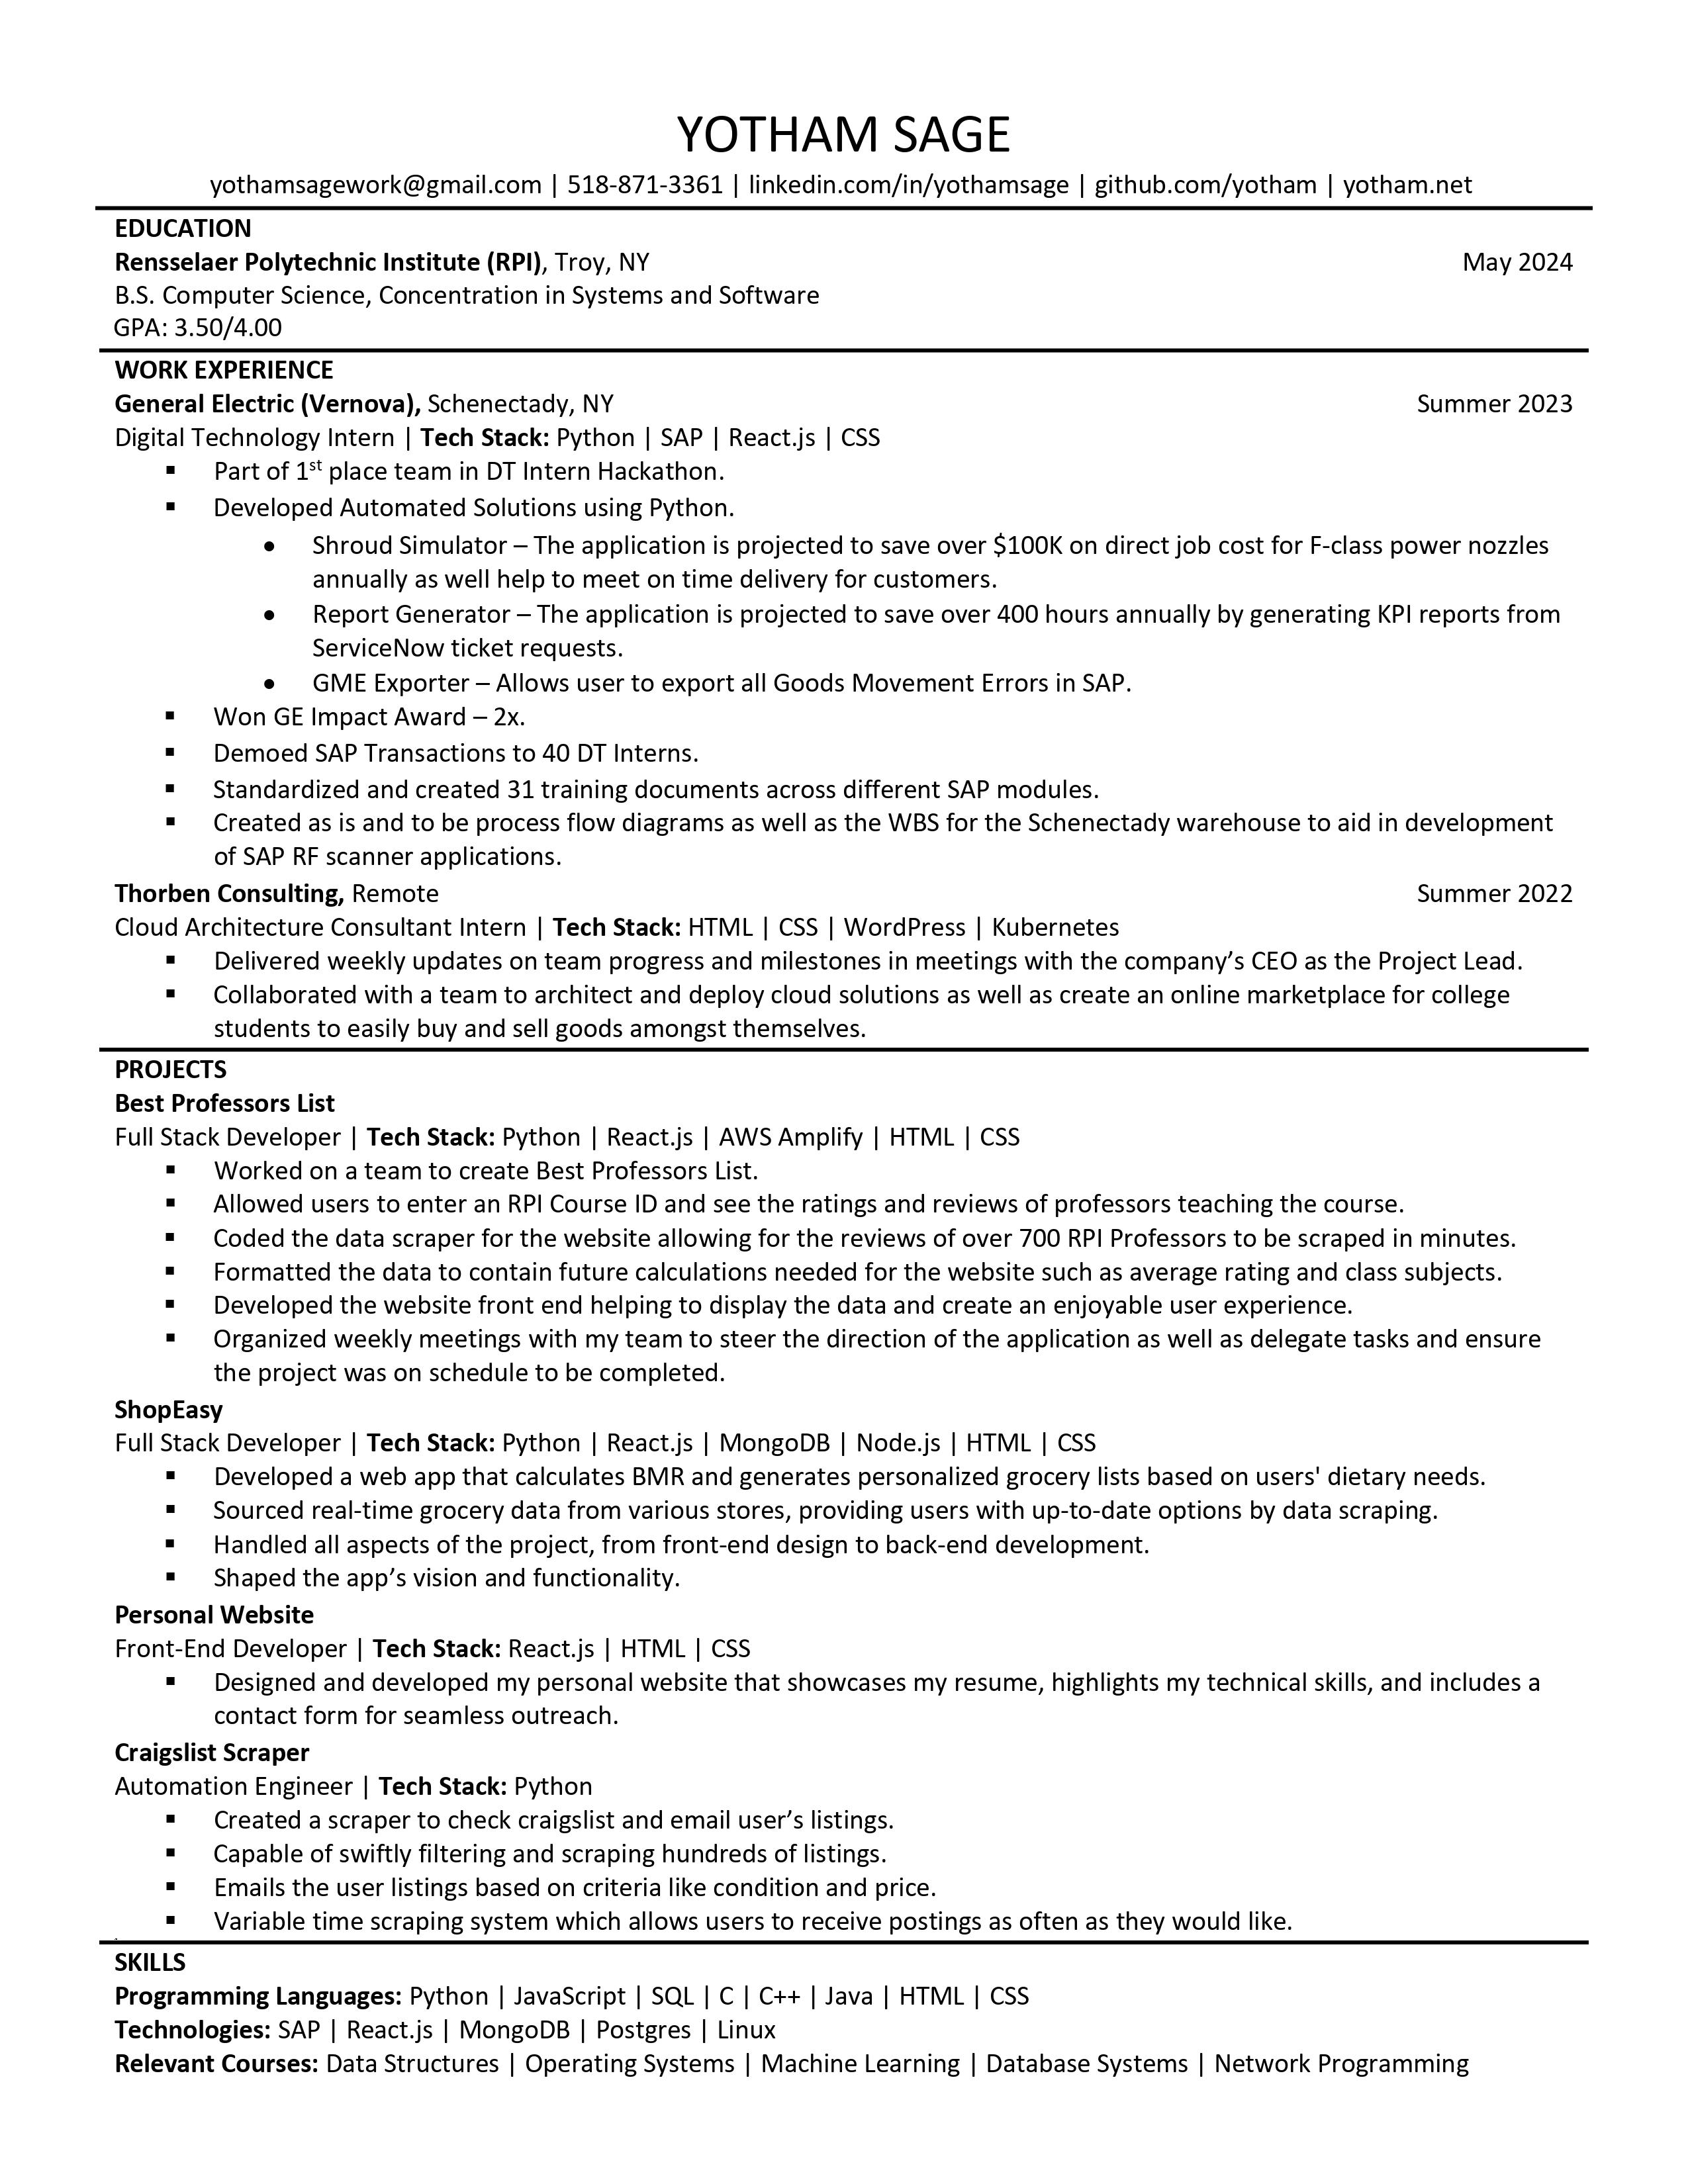 YOTHAM SAGE
yothamsagework@gmail.com | 518-871-3361 | linkedin.com/in/yothamsage | github.com/yotham | yotham.net
EDUCATION
Rensselaer Polytechnic Institute (RPI), Troy, NY May 2024
B.S. Computer Science, Concentration in Systems and Software
GPA: 3.50/4.00
WORK EXPERIENCE
General Electric (Vernova), Schenectady, NY Summer 2023
Digital Technology Intern | Tech Stack: Python | SAP | React.js | CSS
▪ Part of 1st place team in DT Intern Hackathon.
▪ Developed Automated Solutions using Python.
• Shroud Simulator – The application is projected to save over $100K on direct job cost for F-class power nozzles
annually as well help to meet on time delivery for customers.
• Report Generator – The application is projected to save over 400 hours annually by generating KPI reports from
ServiceNow ticket requests.
• GME Exporter – Allows user to export all Goods Movement Errors in SAP.
▪ Won GE Impact Award – 2x.
▪ Demoed SAP Transactions to 40 DT Interns.
▪ Standardized and created 31 training documents across different SAP modules.
▪ Created as is and to be process flow diagrams as well as the WBS for the Schenectady warehouse to aid in development
of SAP RF scanner applications.
Thorben Consulting, Remote Summer 2022
Cloud Architecture Consultant Intern | Tech Stack: HTML | CSS | WordPress | Kubernetes
▪ Delivered weekly updates on team progress and milestones in meetings with the company’s CEO as the Project Lead.
▪ Collaborated with a team to architect and deploy cloud solutions as well as create an online marketplace for college
students to easily buy and sell goods amongst themselves.
PROJECTS
Best Professors List
Full Stack Developer | Tech Stack: Python | React.js | AWS Amplify | HTML | CSS
▪ Worked on a team to create Best Professors List.
▪ Allowed users to enter an RPI Course ID and see the ratings and reviews of professors teaching the course.
▪ Coded the data scraper for the website allowing for the reviews of over 700 RPI Professors to be scraped in minutes.
▪ Formatted the data to contain future calculations needed for the website such as average rating and class subjects.
▪ Developed the website front end helping to display the data and create an enjoyable user experience.
▪ Organized weekly meetings with my team to steer the direction of the application as well as delegate tasks and ensure
the project was on schedule to be completed.
ShopEasy
Full Stack Developer | Tech Stack: Python | React.js | MongoDB | Node.js | HTML | CSS
▪ Developed a web app that calculates BMR and generates personalized grocery lists based on users' dietary needs.
▪ Sourced real-time grocery data from various stores, providing users with up-to-date options by data scraping.
▪ Handled all aspects of the project, from front-end design to back-end development.
▪ Shaped the app’s vision and functionality.
Personal Website
Front-End Developer | Tech Stack: React.js | HTML | CSS
▪ Designed and developed my personal website that showcases my resume, highlights my technical skills, and includes a
contact form for seamless outreach.
Craigslist Scraper
Automation Engineer | Tech Stack: Python
▪ Created a scraper to check craigslist and email user’s listings.
▪ Capable of swiftly filtering and scraping hundreds of listings.
▪ Emails the user listings based on criteria like condition and price.
▪ Variable time scraping system which allows users to receive postings as often as they would like.
SKILLS
Programming Languages: Python | JavaScript | SQL | C | C++ | Java | HTML | CSS
Technologies: SAP | React.js | MongoDB | Postgres | Linux
Relevant Courses: Data Structures | Operating Systems | Machine Learning | Database Systems | Network Programming